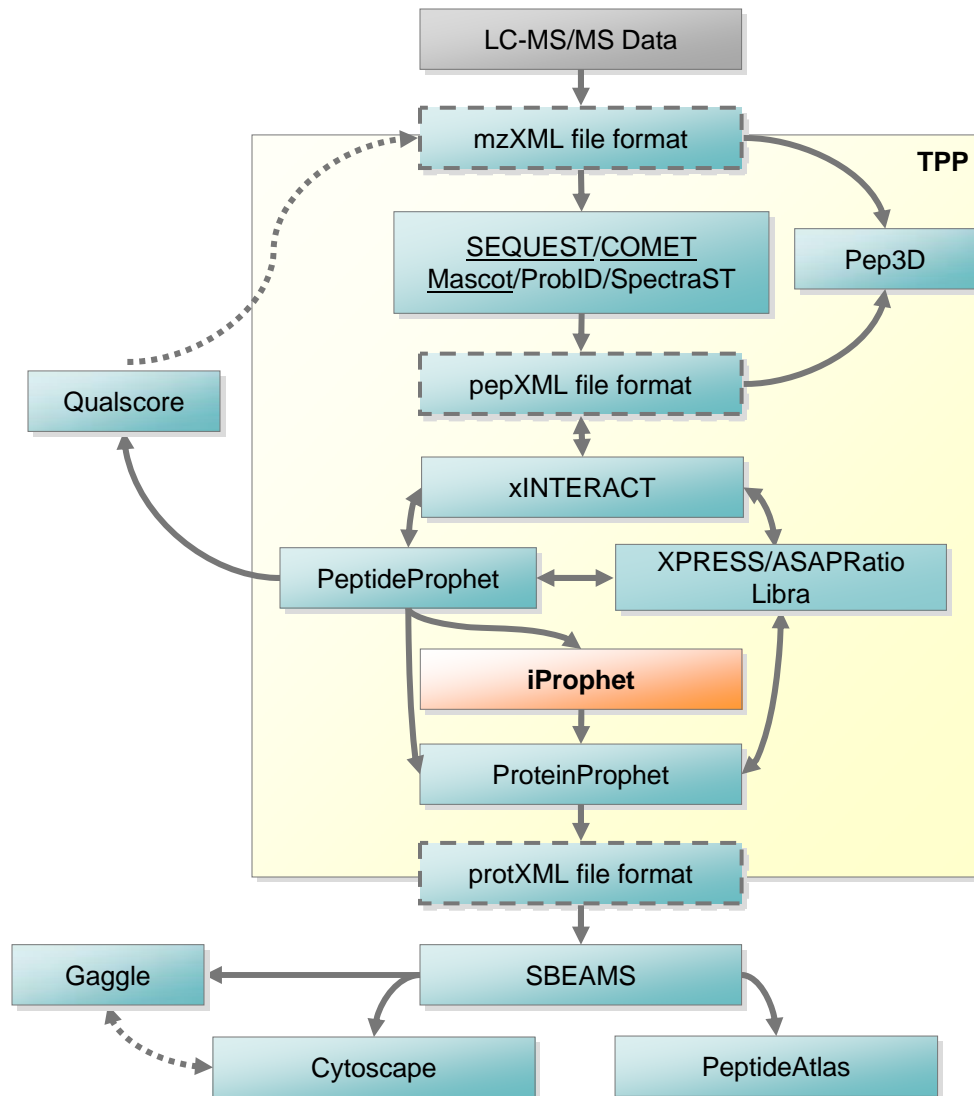 LC-MS/MS Data
mzXML file format
TPP
SEQUEST/COMET
Mascot/ProbID/SpectraST
Pep3D
pepXML file format
Qualscore
xINTERACT
PeptideProphet
XPRESS/ASAPRatio
Libra
iProphet
ProteinProphet
protXML file format
SBEAMS
Gaggle
Cytoscape
PeptideAtlas